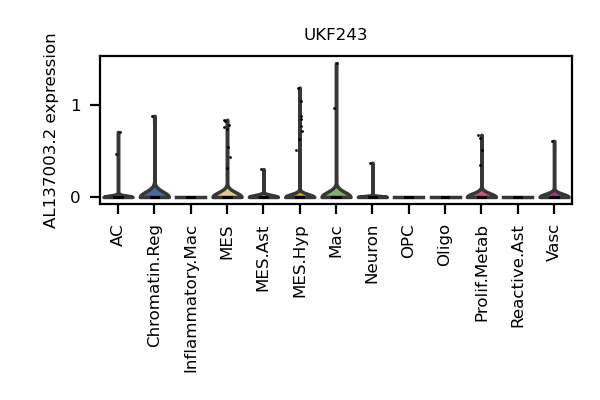 UKF243
AL137003.2 expression
1
0
AC
Chromatin.Reg
Inflammatory.Mac
MES
MES.Ast
MES.Hyp
Mac
Neuron
OPC
Oligo
Prolif.Metab
Reactive.Ast
Vasc